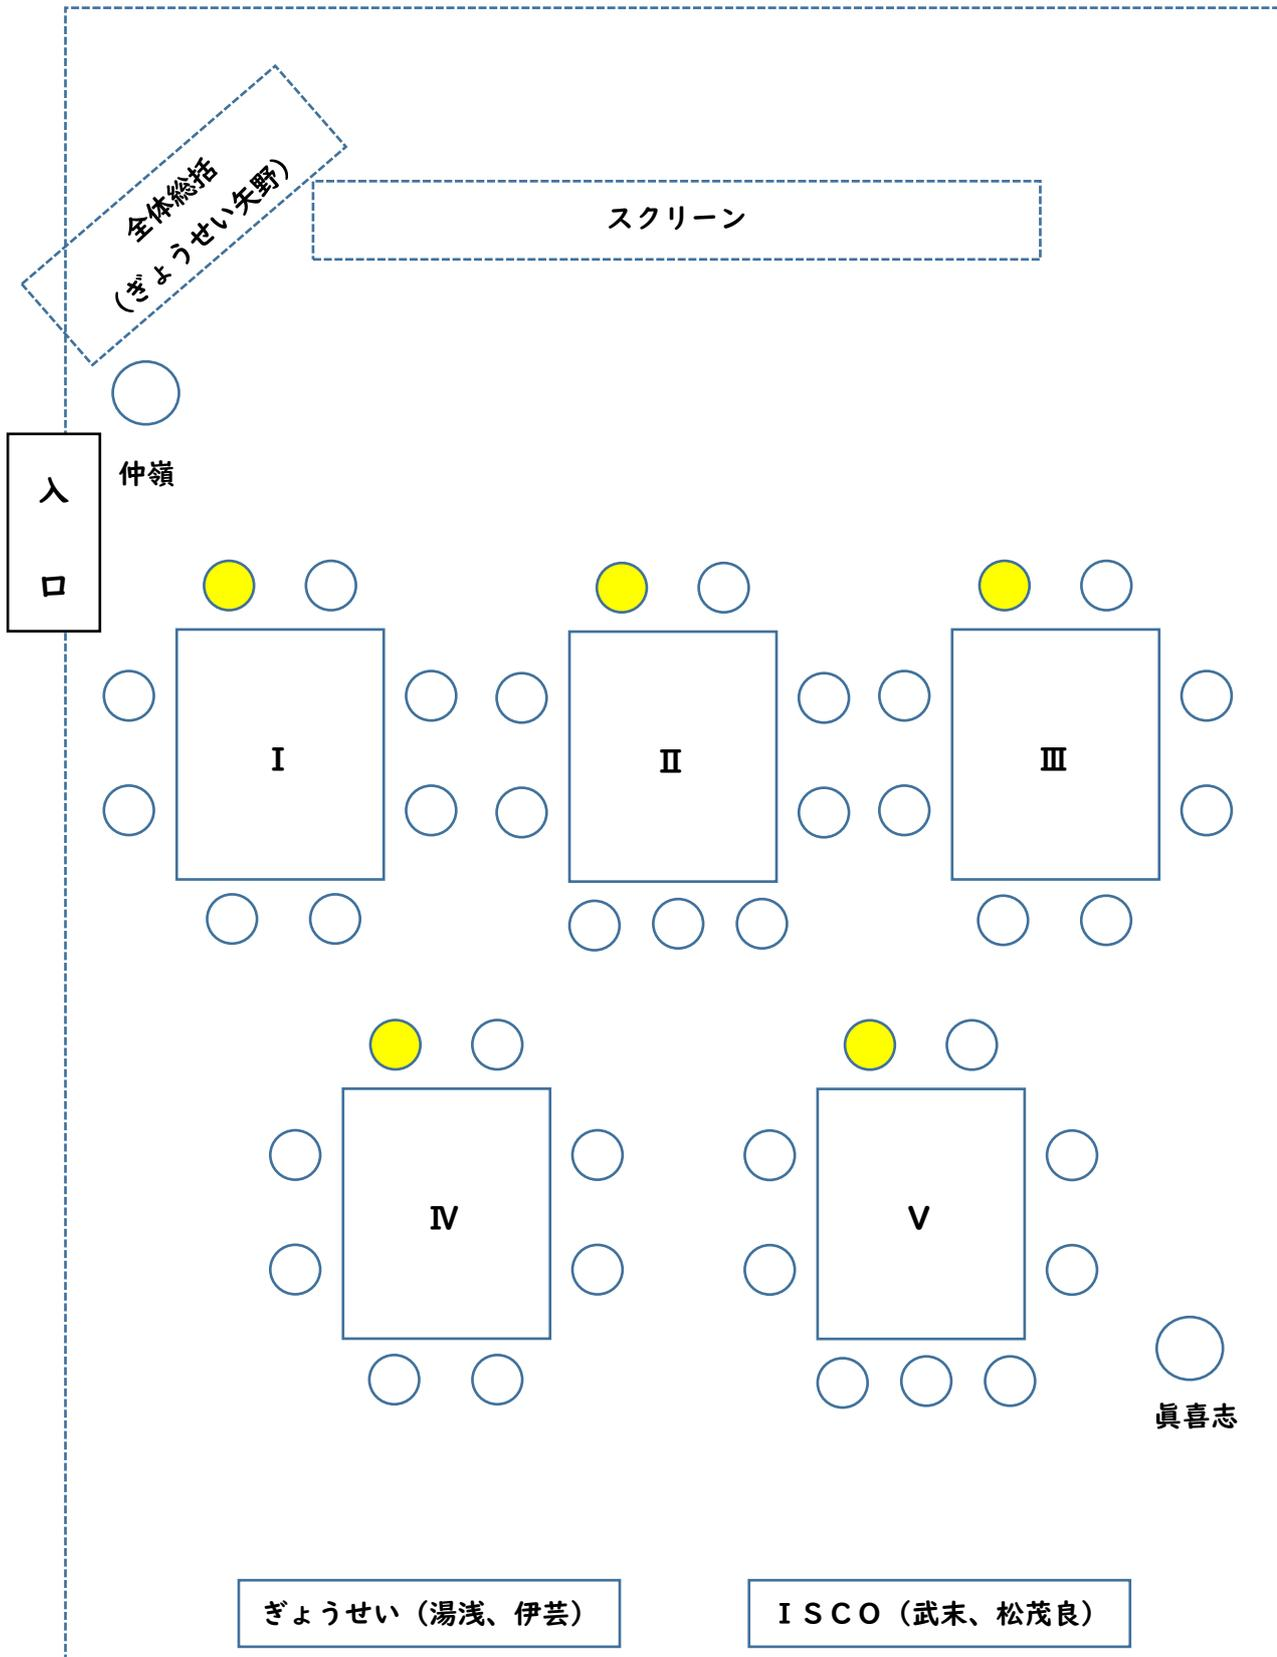 全体総括
（ぎょうせい矢野）
スクリーン
仲嶺
入
口
Ⅰ
Ⅱ
Ⅲ
Ⅳ
Ⅴ
眞喜志
ぎょうせい（湯浅、伊芸）
ＩＳＣＯ（武末、松茂良）